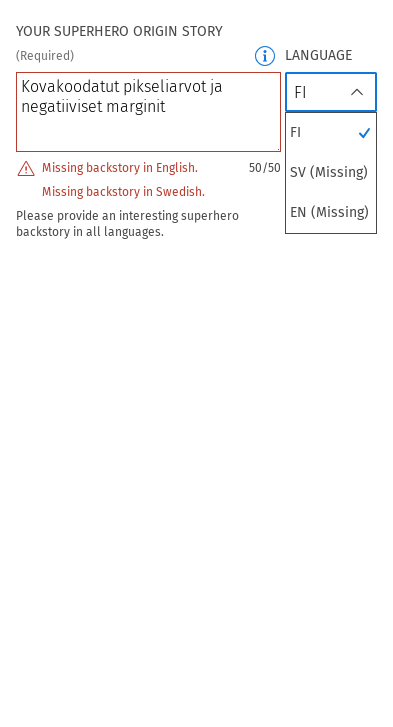 YOUR SUPERHERO ORIGIN STORY
(Required)
LANGUAGE
Kovakoodatut pikseliarvot ja
negatiiviset marginit
FI
FI
SV (Missing)
EN (Missing)
Missing backstory in English.
50/50
Missing backstory in Swedish.
Please provide an interesting superhero
backstory in all languages.